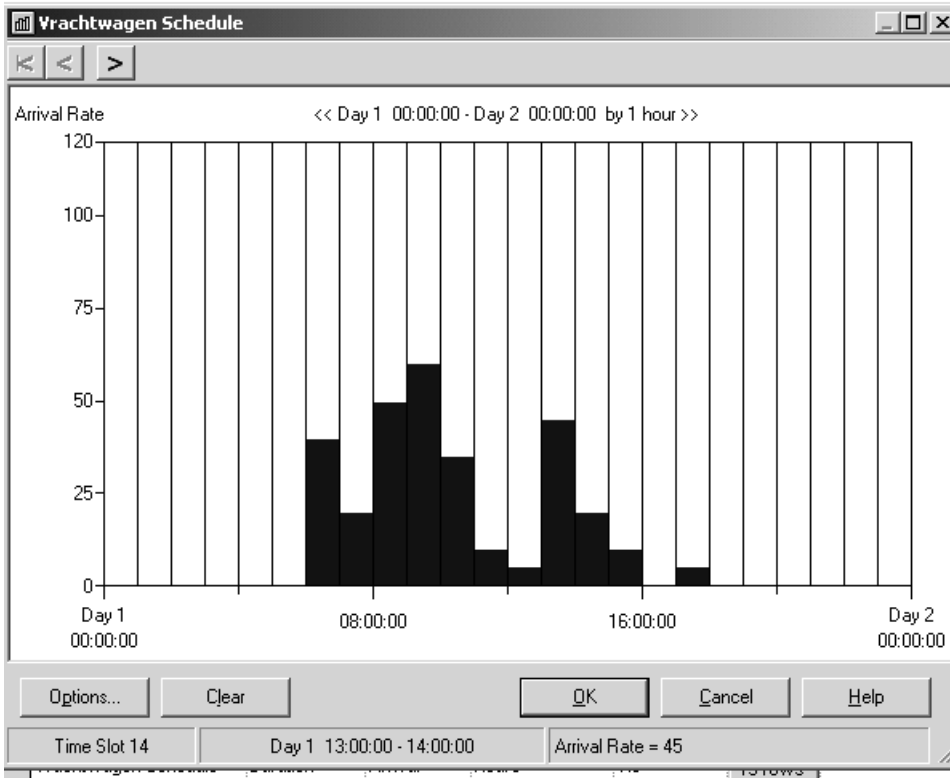 Vrachtwagen Schedule
Arrival Rate << Day 1 00:00:00 - Day 2 00:00:00 by 1 hour >>
120
100
75
50
25
0
Day 1 08:00:00 16:00:00 Day 2
00:00:00 00:00:00
Options... Clear OK Cancel Help
Time Slot 14 Day 1 13:00:00 - 14:00:00 Arrival Rate = 45